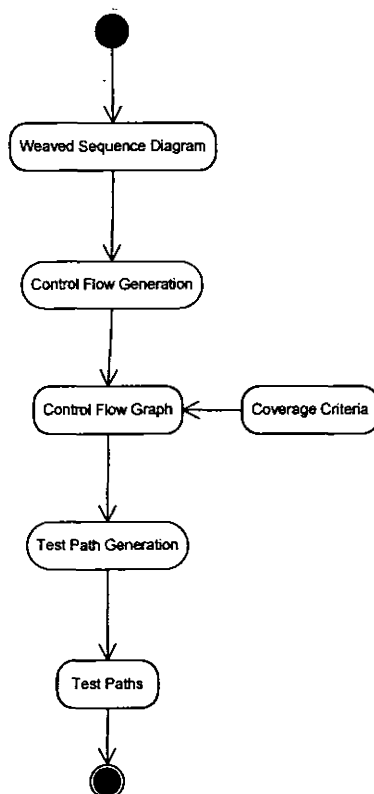 Weaved Sequence Diagram
Control Flow Generation
Control Flow Graph
Coverage Criteria
Test Path Generation
Test Paths